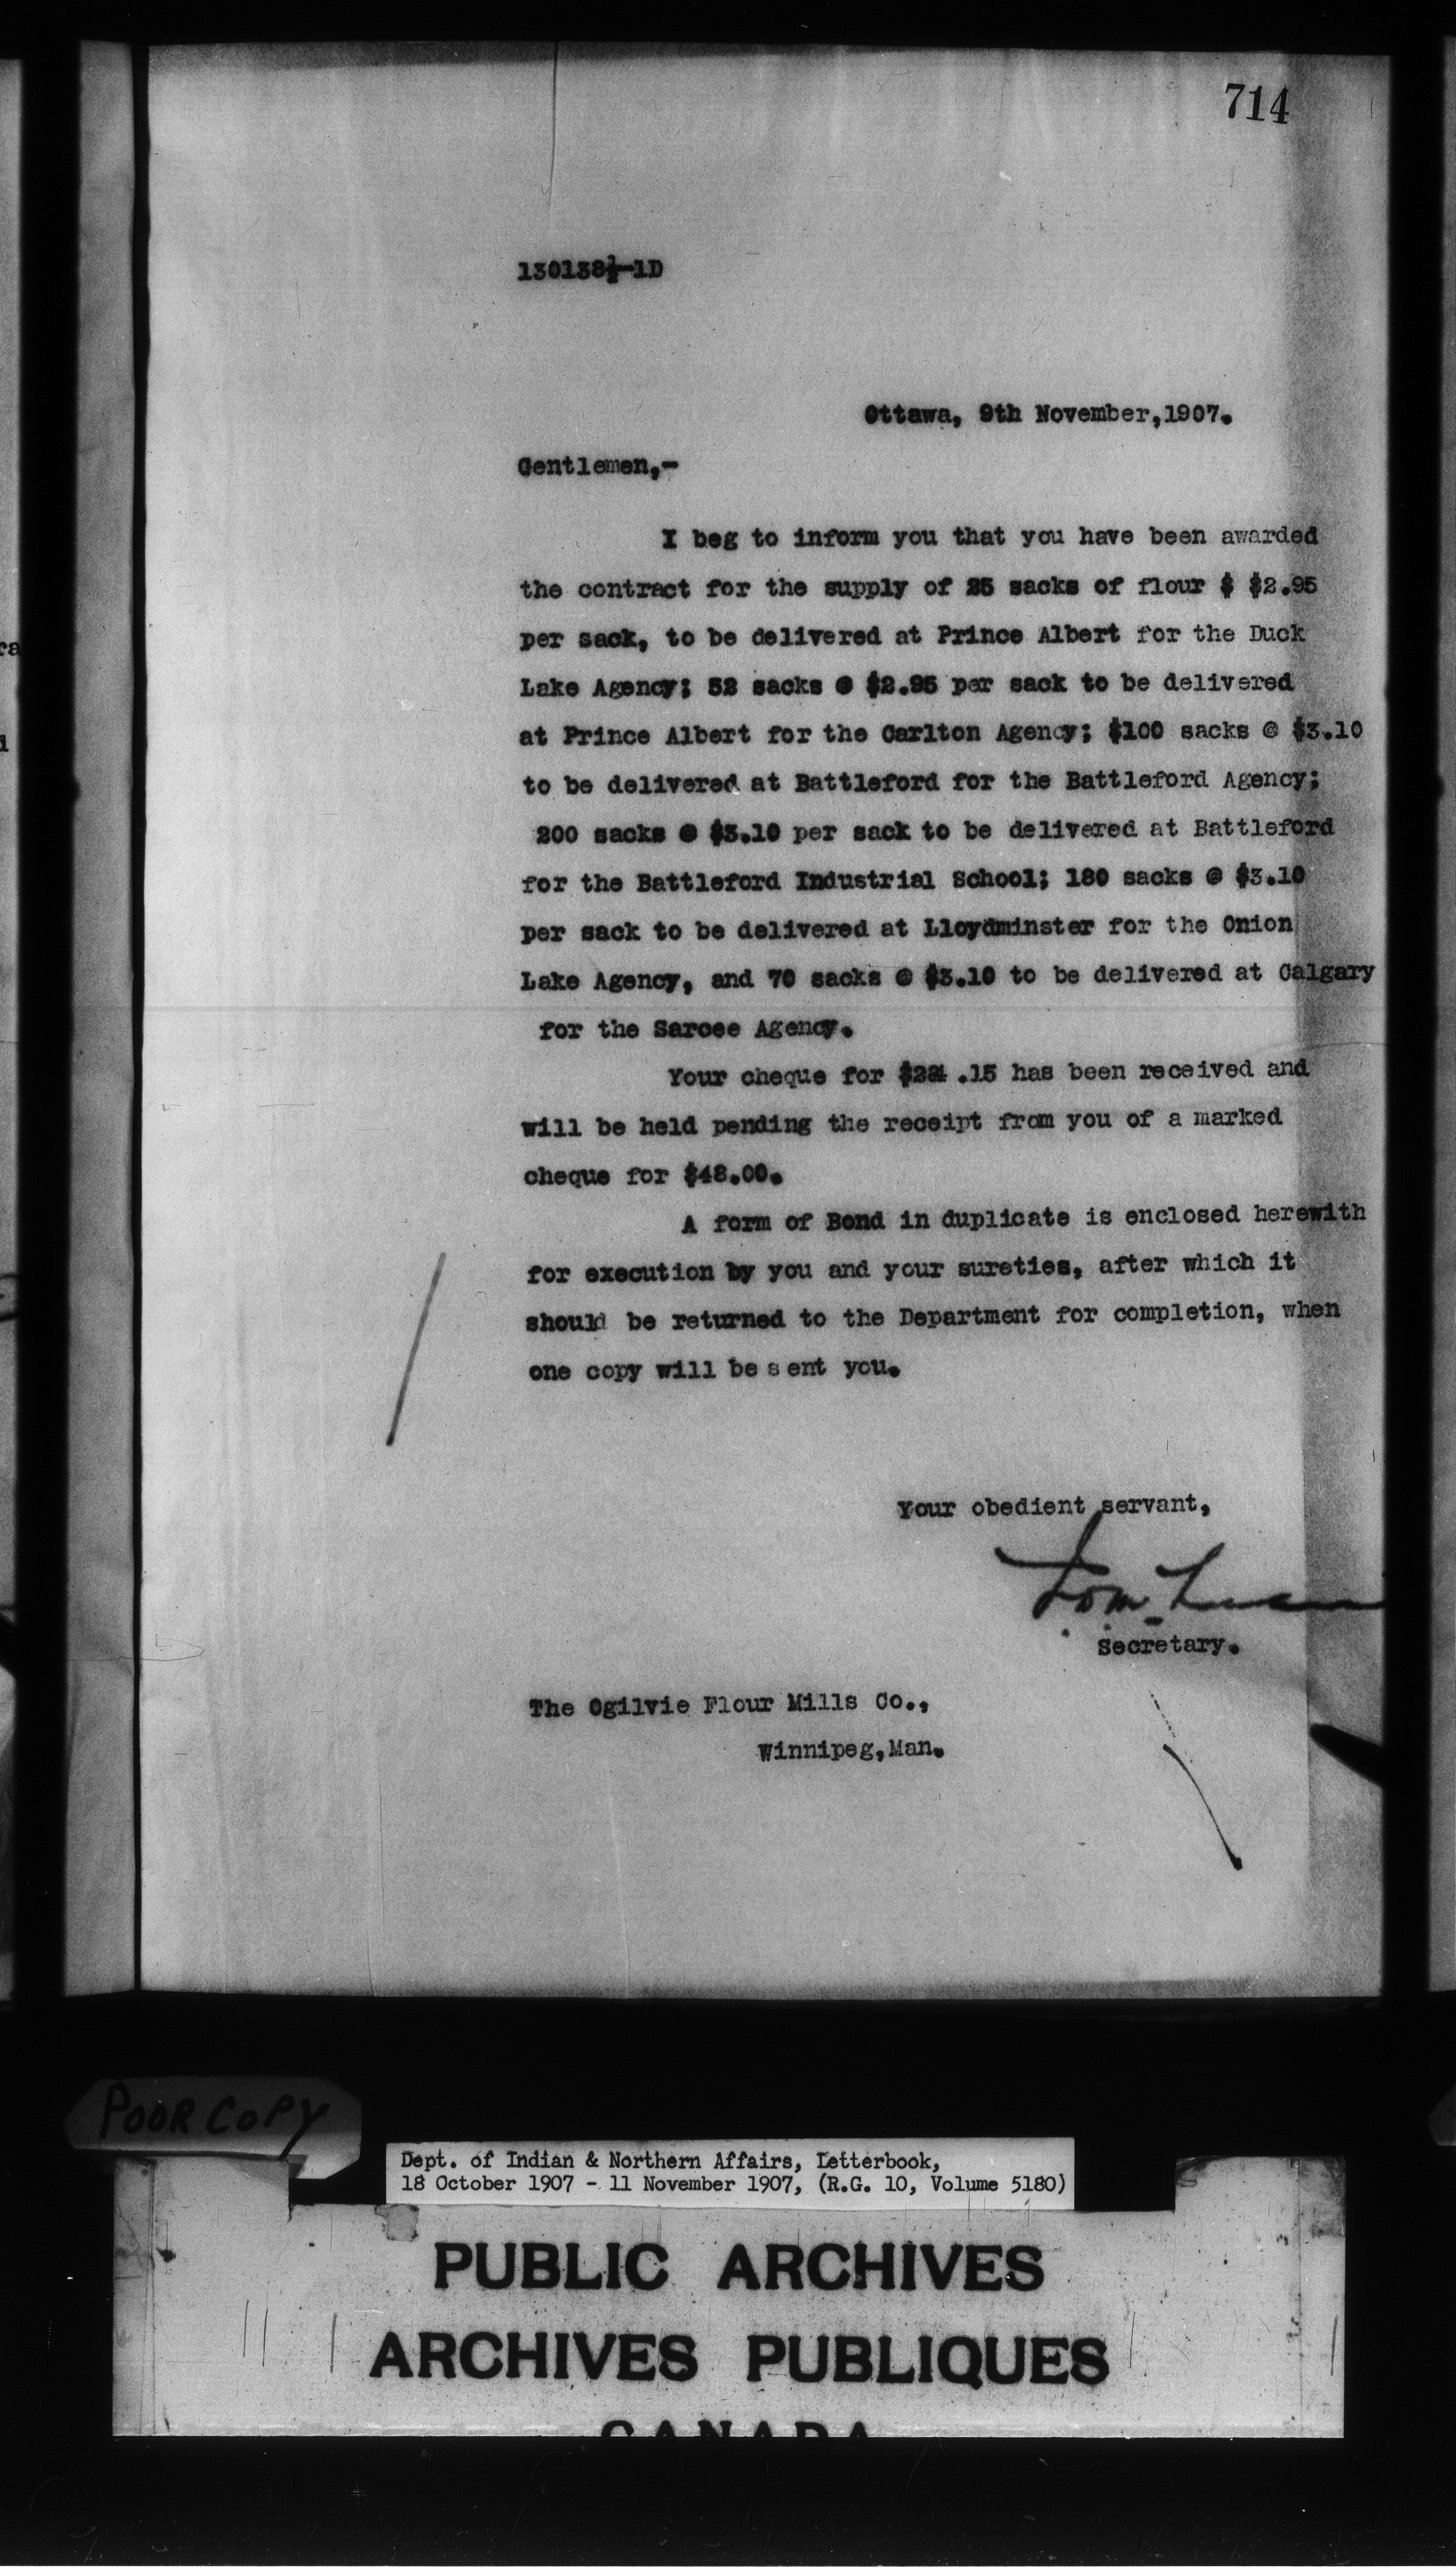 714
130138½-1D
Ottawa, 9th November,1907.
Gentlemen,-
I beg to inform you that you have been awarded
the contract for the supply of 25 sacks of flour $ $2.95
per sack, to be delivered at Prince Albert for the Duck
Lake Agency; 52 sacks @ $2.95 per sack to be delivered
at Prince Albert for the Carlton Agency; $100 sacks @ $3.10
to be delivered at Battleford for the Battleford Agency;
200 sacks @ $3.10 per sack to be delivered at Battleford
for the Battleford Industrial School; 180 sacks @ $3.10
per sack to be delivered at Lloydminster for the Onion
Lake Agency, and 70 sacks @ $3.10 to be delivered at Calgary
for the Sarcee Agency.
Your cheque for .15 has been received and
will be held pending the receipt from you of a marked
cheque for $48.00.
A form of Bond in duplicate is enclosed herewith
for execution by you and your sureties, after which it
should be returned to the Department for completion, when
one copy will be sent you.
Your obedient servant,
Secretary.
The Ogilvie Flour Mills Co.,
Winnipeg,Man.
POOR COPY
Dept. of Indian & Northern Affairs, Letterbook,
18 October 1907 - 11 November 1907, (R.G. 10, Volume 5180)
PUBLIC ARCHIVES
ARCHIVES PUBLIQUES
CANADA